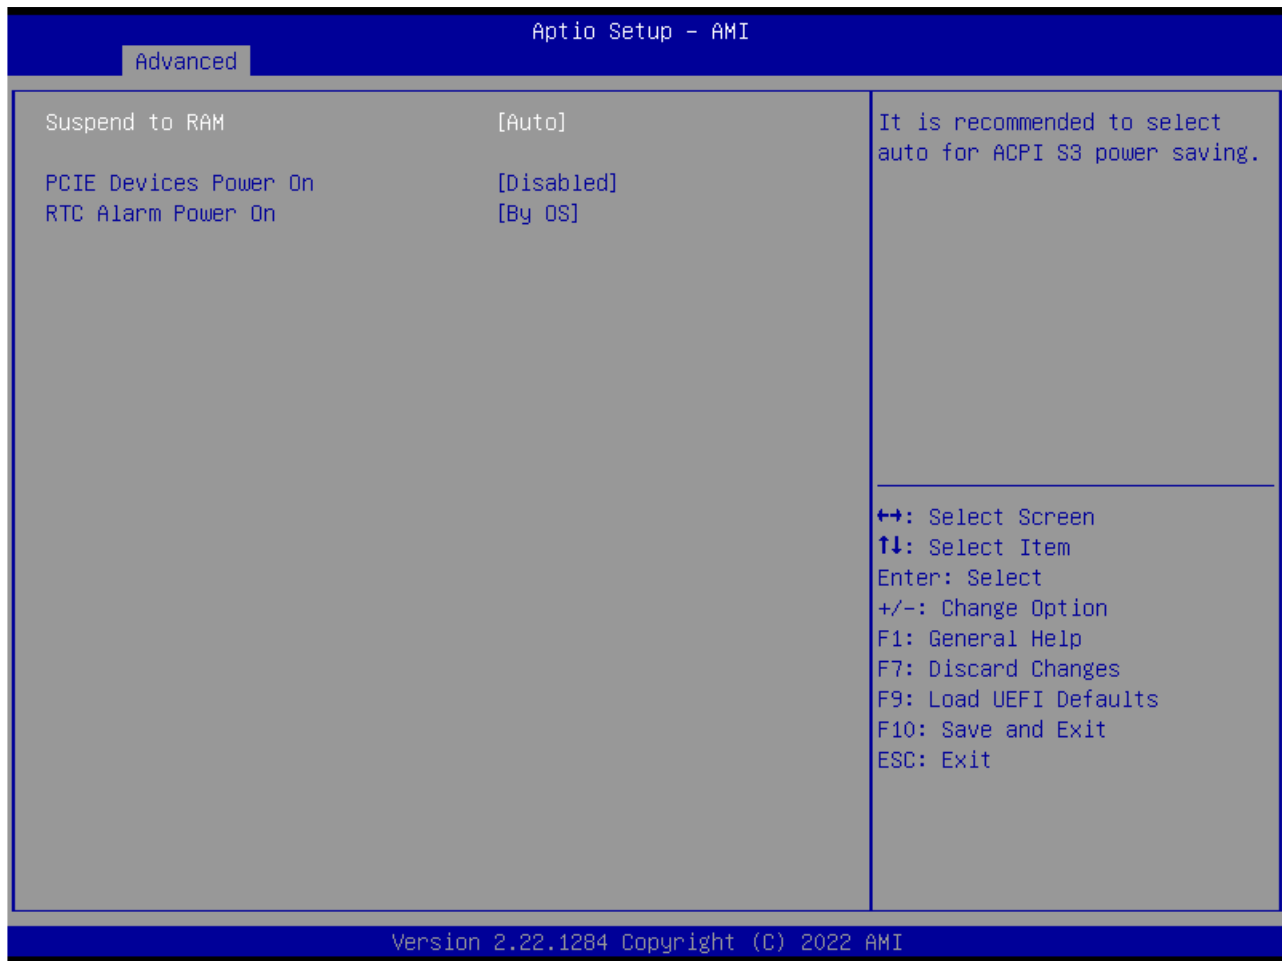 Aptio Setup – AMI
Advanced
Suspend to RAM [Auto]
PCIE Devices Power On [Disabled]
RTC Alarm Power On [By OS]
It is recommended to select
auto for ACPI S3 power saving.
↔: Select Screen
↑↓: Select Item
Enter: Select
+/-: Change Option
F1: General Help
F7: Discard Changes
F9: Load UEFI Defaults
F10: Save and Exit
ESC: Exit
Version 2.22.1284 Copyright (C) 2022 AMI